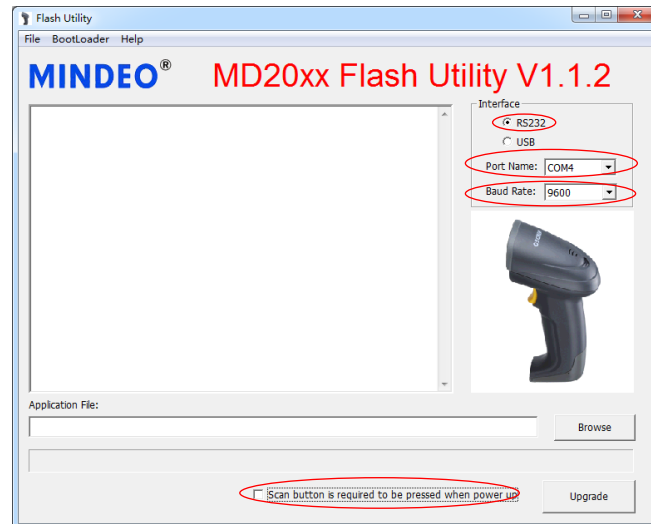 Flash Utility
File BootLoader Help
MINDEO® MD20xx Flash Utility V1.1.2
Interface
RS232
USB
Port Name: COM4
Baud Rate: 9600
Application File:
Browse
Scan button is required to be pressed when power up
Upgrade